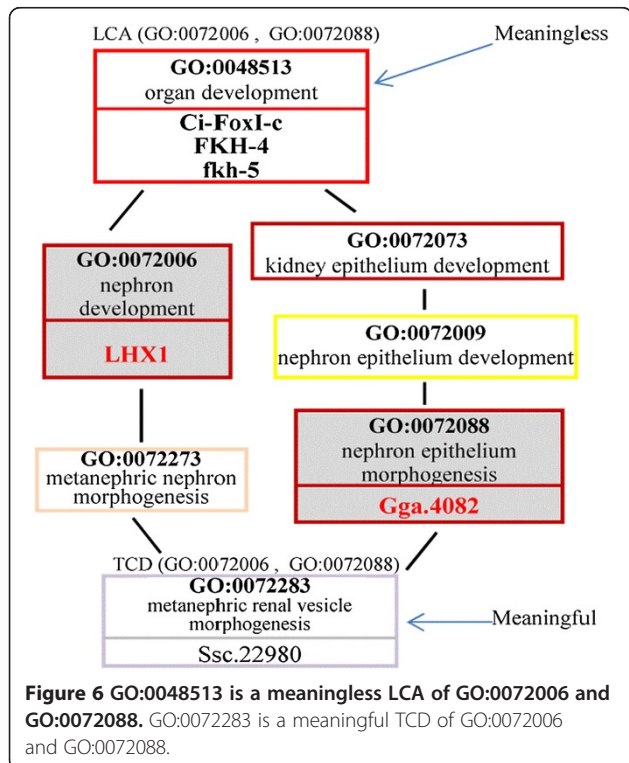 LCA (GO:0072006 , GO:0072088)
Meaningless
GO:0048513
organ development
Ci-FoxI-c
FKH-4
fkh-5
GO:0072006
nephron
development
LHX1
GO:0072073
kidney epithelium development
GO:0072009
nephron epithelium development
GO:0072088
nephron epithelium
morphogenesis
Gga.4082
GO:0072273
metanephric nephron
morphogenesis
TCD (GO:0072006 , GO:0072088)
GO:0072283
metanephric renal vesicle
morphogenesis
Ssc.22980
Meaningful
Figure 6 GO:0048513 is a meaningless LCA of GO:0072006 and
GO:0072088. GO:0072283 is a meaningful TCD of GO:0072006
and GO:0072088.